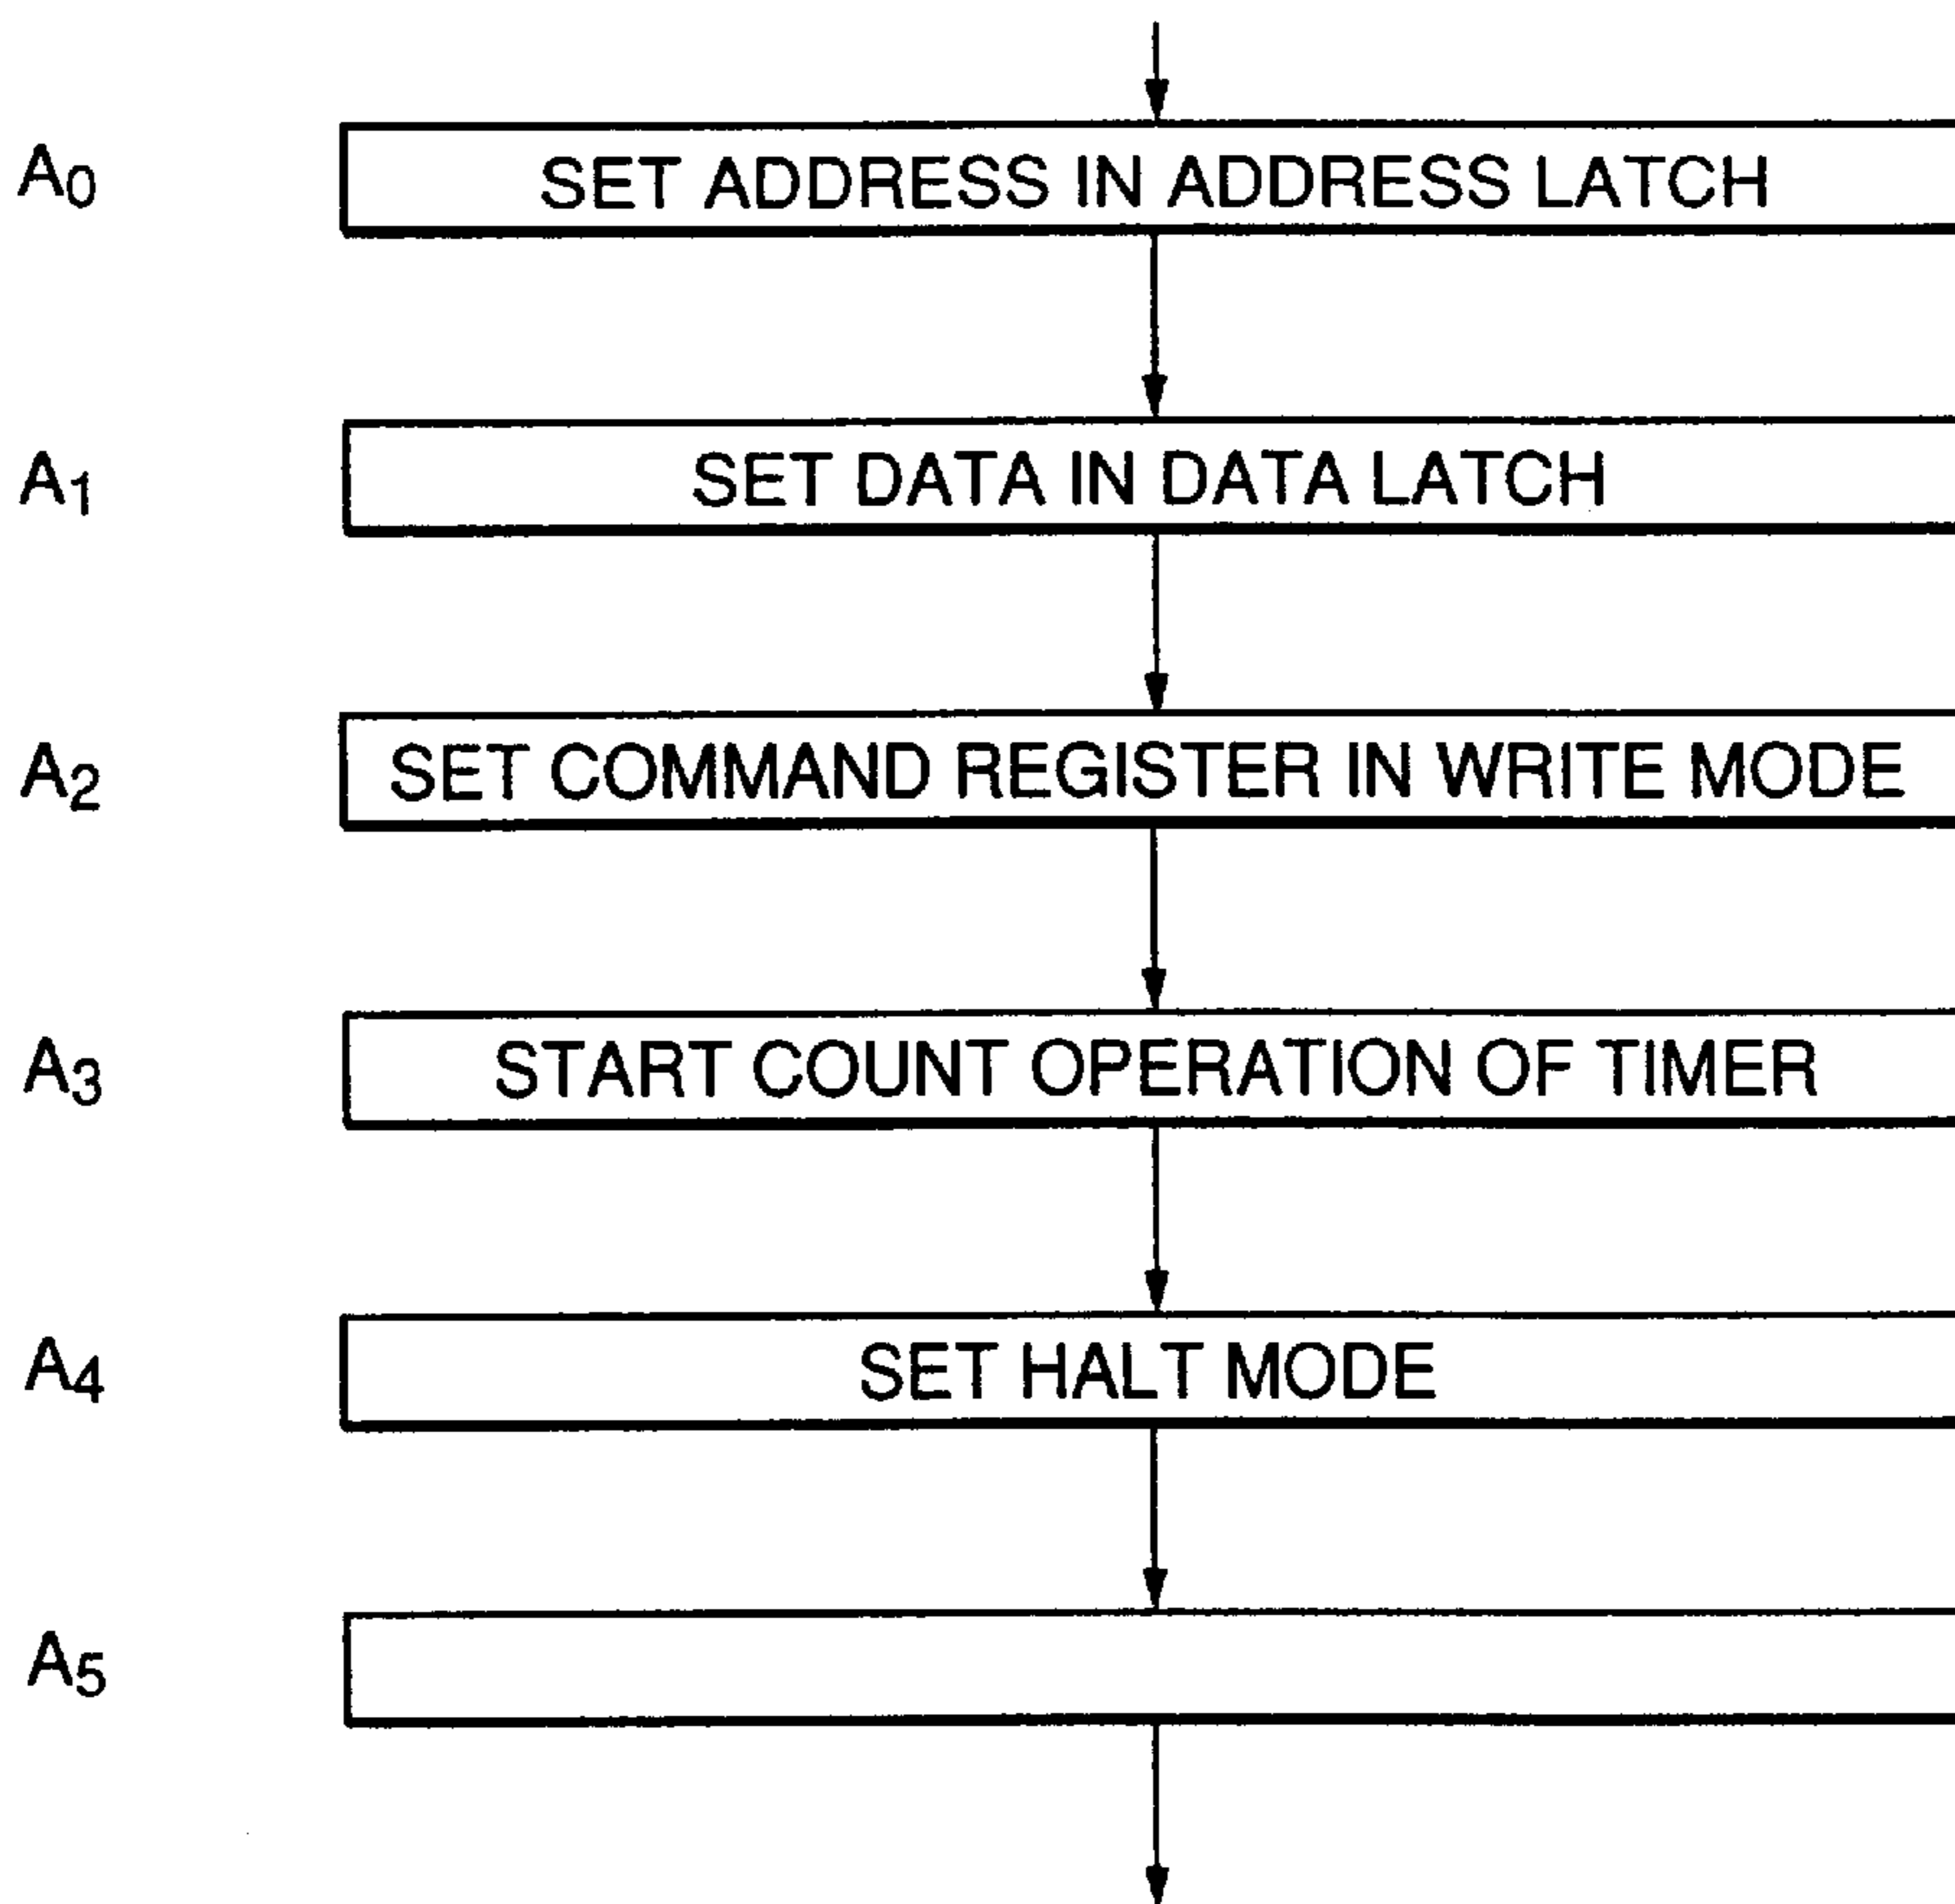 A0 SET ADDRESS IN ADDRESS LATCH
A1 SET DATA IN DATA LATCH
A2 SET COMMAND REGISTER IN WRITE MODE
A3 START COUNT OPERATION OF TIMER
A4 SET HALT MODE
A5